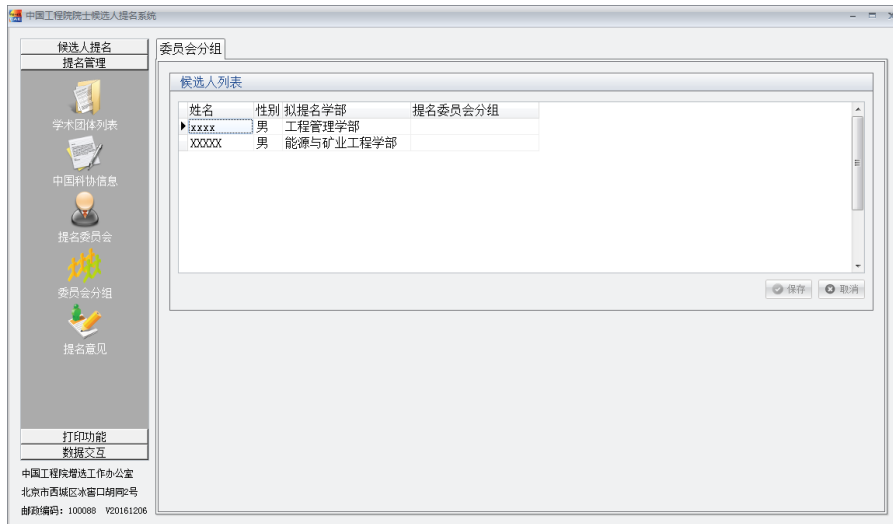 中国工程院院士候选人提名系统
候选人提名
提名管理
学术团体列表
中国科协信息
提名委员会
委员会分组
提名意见
打印功能
数据交互
中国工程院增选工作办公室
北京市西城区冰窖口胡同2号
邮政编码：100088 V20161206
委员会分组
候选人列表
姓名 性别 拟提名学部 提名委员会分组
xxxx 男 工程管理学部
XXXXX 男 能源与矿业工程学部
保存 取消